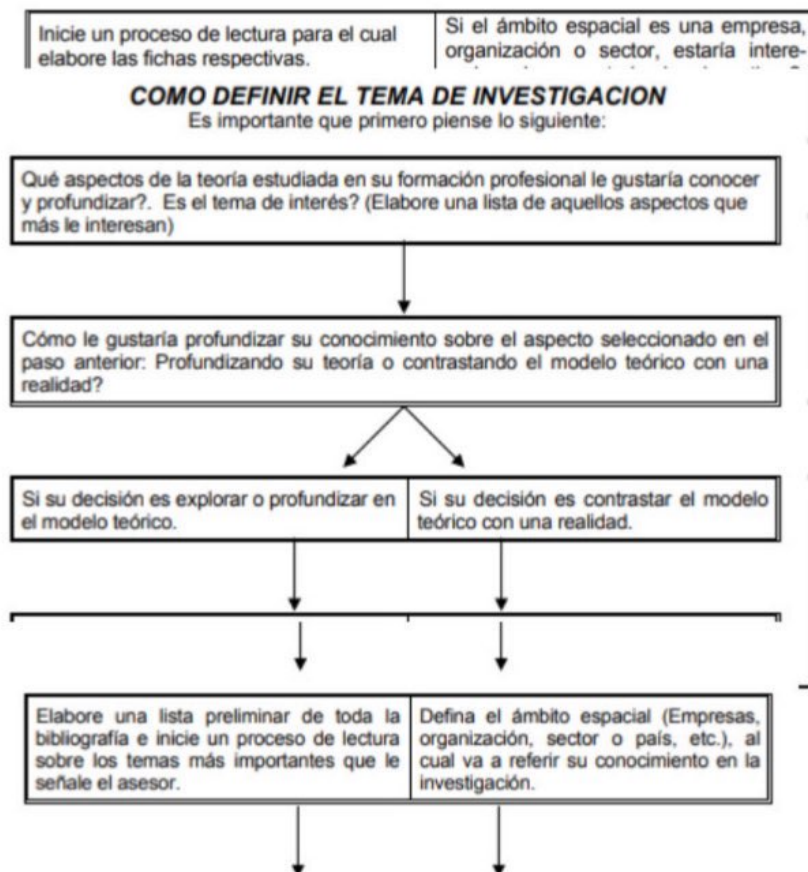 Inicie un proceso de lectura para el cual
elabore las fichas respectivas.
Si el ámbito espacial es una empresa,
organización o sector, estaría intere-
COMO DEFINIR EL TEMA DE INVESTIGACION
Es importante que primero piense lo siguiente:
Qué aspectos de la teoría estudiada en su formación profesional le gustaría conocer
y profundizar?. Es el tema de interés? (Elabore una lista de aquellos aspectos que
más le interesan)
Cómo le gustaría profundizar su conocimiento sobre el aspecto seleccionado en el
paso anterior: Profundizando su teoría o contrastando el modelo teórico con una
realidad?
Si su decisión es explorar o profundizar en
el modelo teórico.
Si su decisión es contrastar el modelo
teórico con una realidad.
Elabore una lista preliminar de toda la
bibliografía e inicie un proceso de lectura
sobre los temas más importantes que le
señale el asesor.
Defina el ámbito espacial (Empresas,
organización, sector o país, etc.), al
cual va a referir su conocimiento en la
investigación.